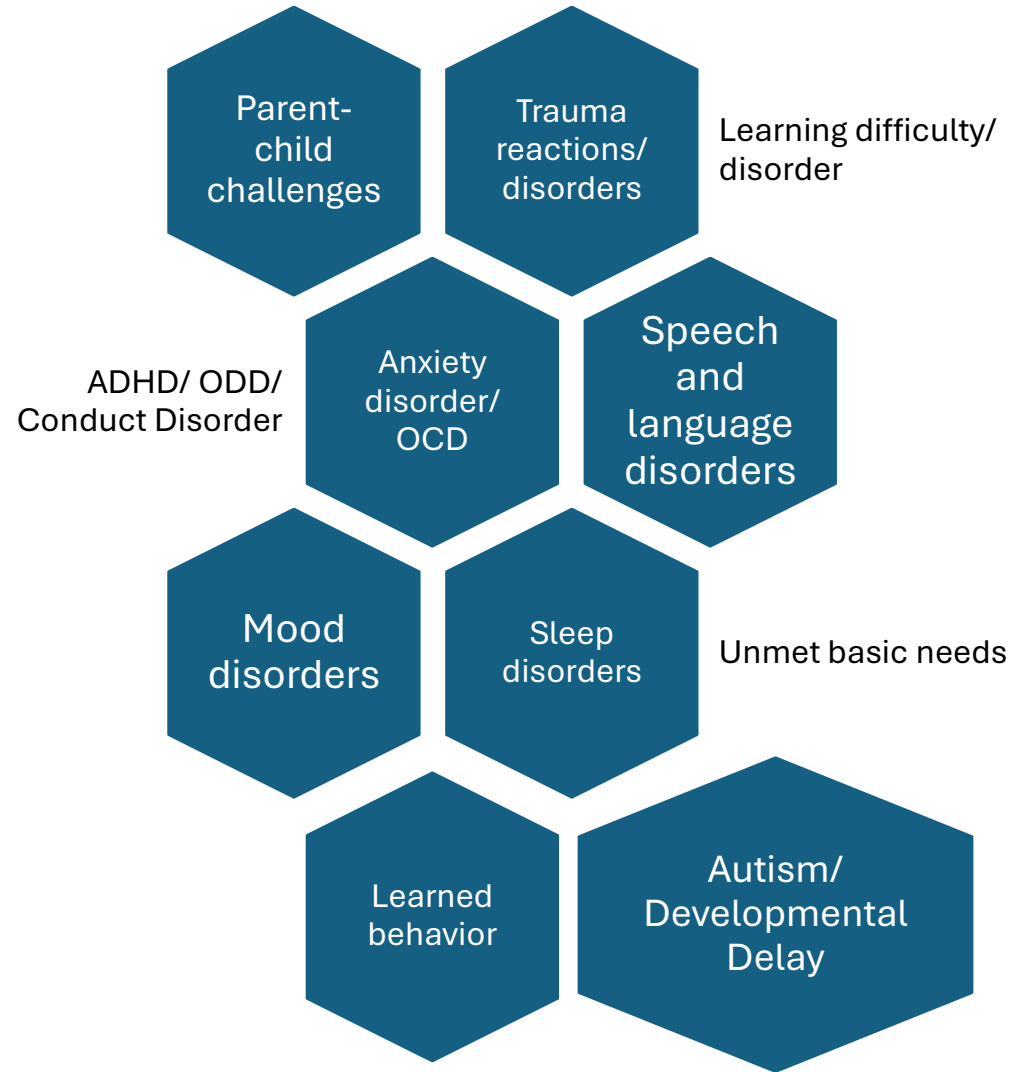 Parent-
child
challenges
Trauma
reactions/
disorders
Learning difficulty/
disorder
ADHD/ ODD/
Conduct Disorder
Anxiety
disorder/
OCD
Speech
and
language
disorders
Mood
disorders
Sleep
disorders
Unmet basic needs
Learned
behavior
Autism/
Developmental
Delay